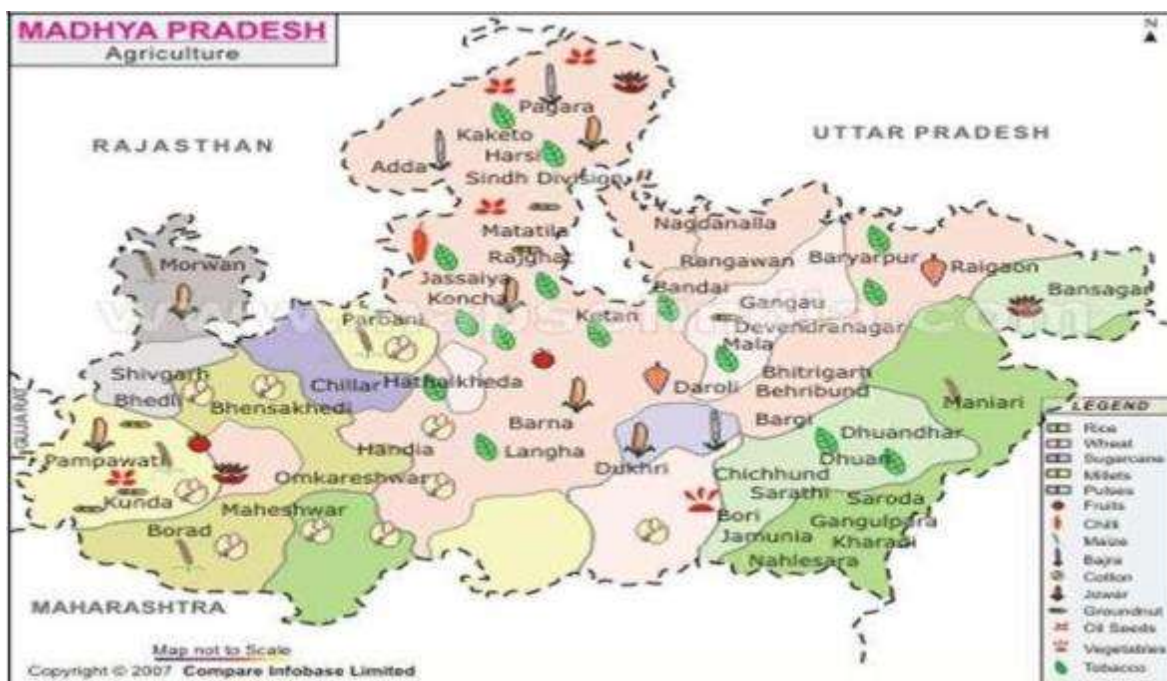 MADHYA PRADESH
Agriculture
N
RAJASTHAN
UTTAR PRADESH
GUJARAT
MAHARASHTRA
Pagara
Kaketo
Harsi
Adda
Sindh Division
Matatila
Rajghat
Jassaiya
Koncha
Nagdanalla
Rangawan
Baryarpur
Raigaon
Bansagar
Bandai
Gangau
Ketan
Devendranagar
Mala
Morwan
Parbani
Shivgarh
Bhedli
Chillar
Hathaikheda
Bhensakhedi
Daroli
Bhitrigarh
Behribund
Maniari
Barna
Bargi
Handia
Langha
Dhuandhar
Dhuari
Pampawati
Omkareshwar
Dukhri
Chichhund
Kunda
Sarathi
Saroda
Maheshwar
Borad
Bori
Gangulpara
Jamunia
Kharadi
Nahlesara
LEGEND
Rice
Wheat
Sugarcane
Millets
Pulses
Fruits
Chilli
Maize
Bajra
Cotton
Jowar
Groundnut
Oil Seeds
Vegetables
Tobacco
Map not to Scale
Copyright © 2007 Compare Infobase Limited